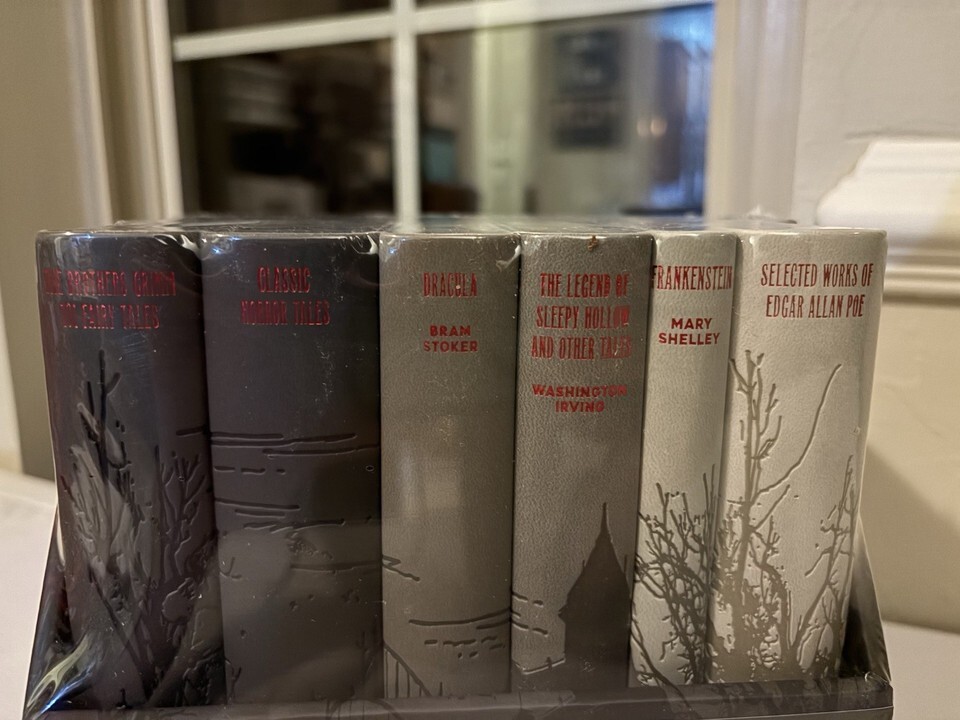 THE BROTHERS GRIMM
101 FAIRY TALES
CLASSIC
HORROR TALES
DRACULA
BRAM
STOKER
THE LEGEND OF
SLEEPY HOLLOW
AND OTHER TALES
WASHINGTON
IRVING
FRANKENSTEIN
MARY
SHELLEY
SELECTED WORKS OF
EDGAR ALLAN POE